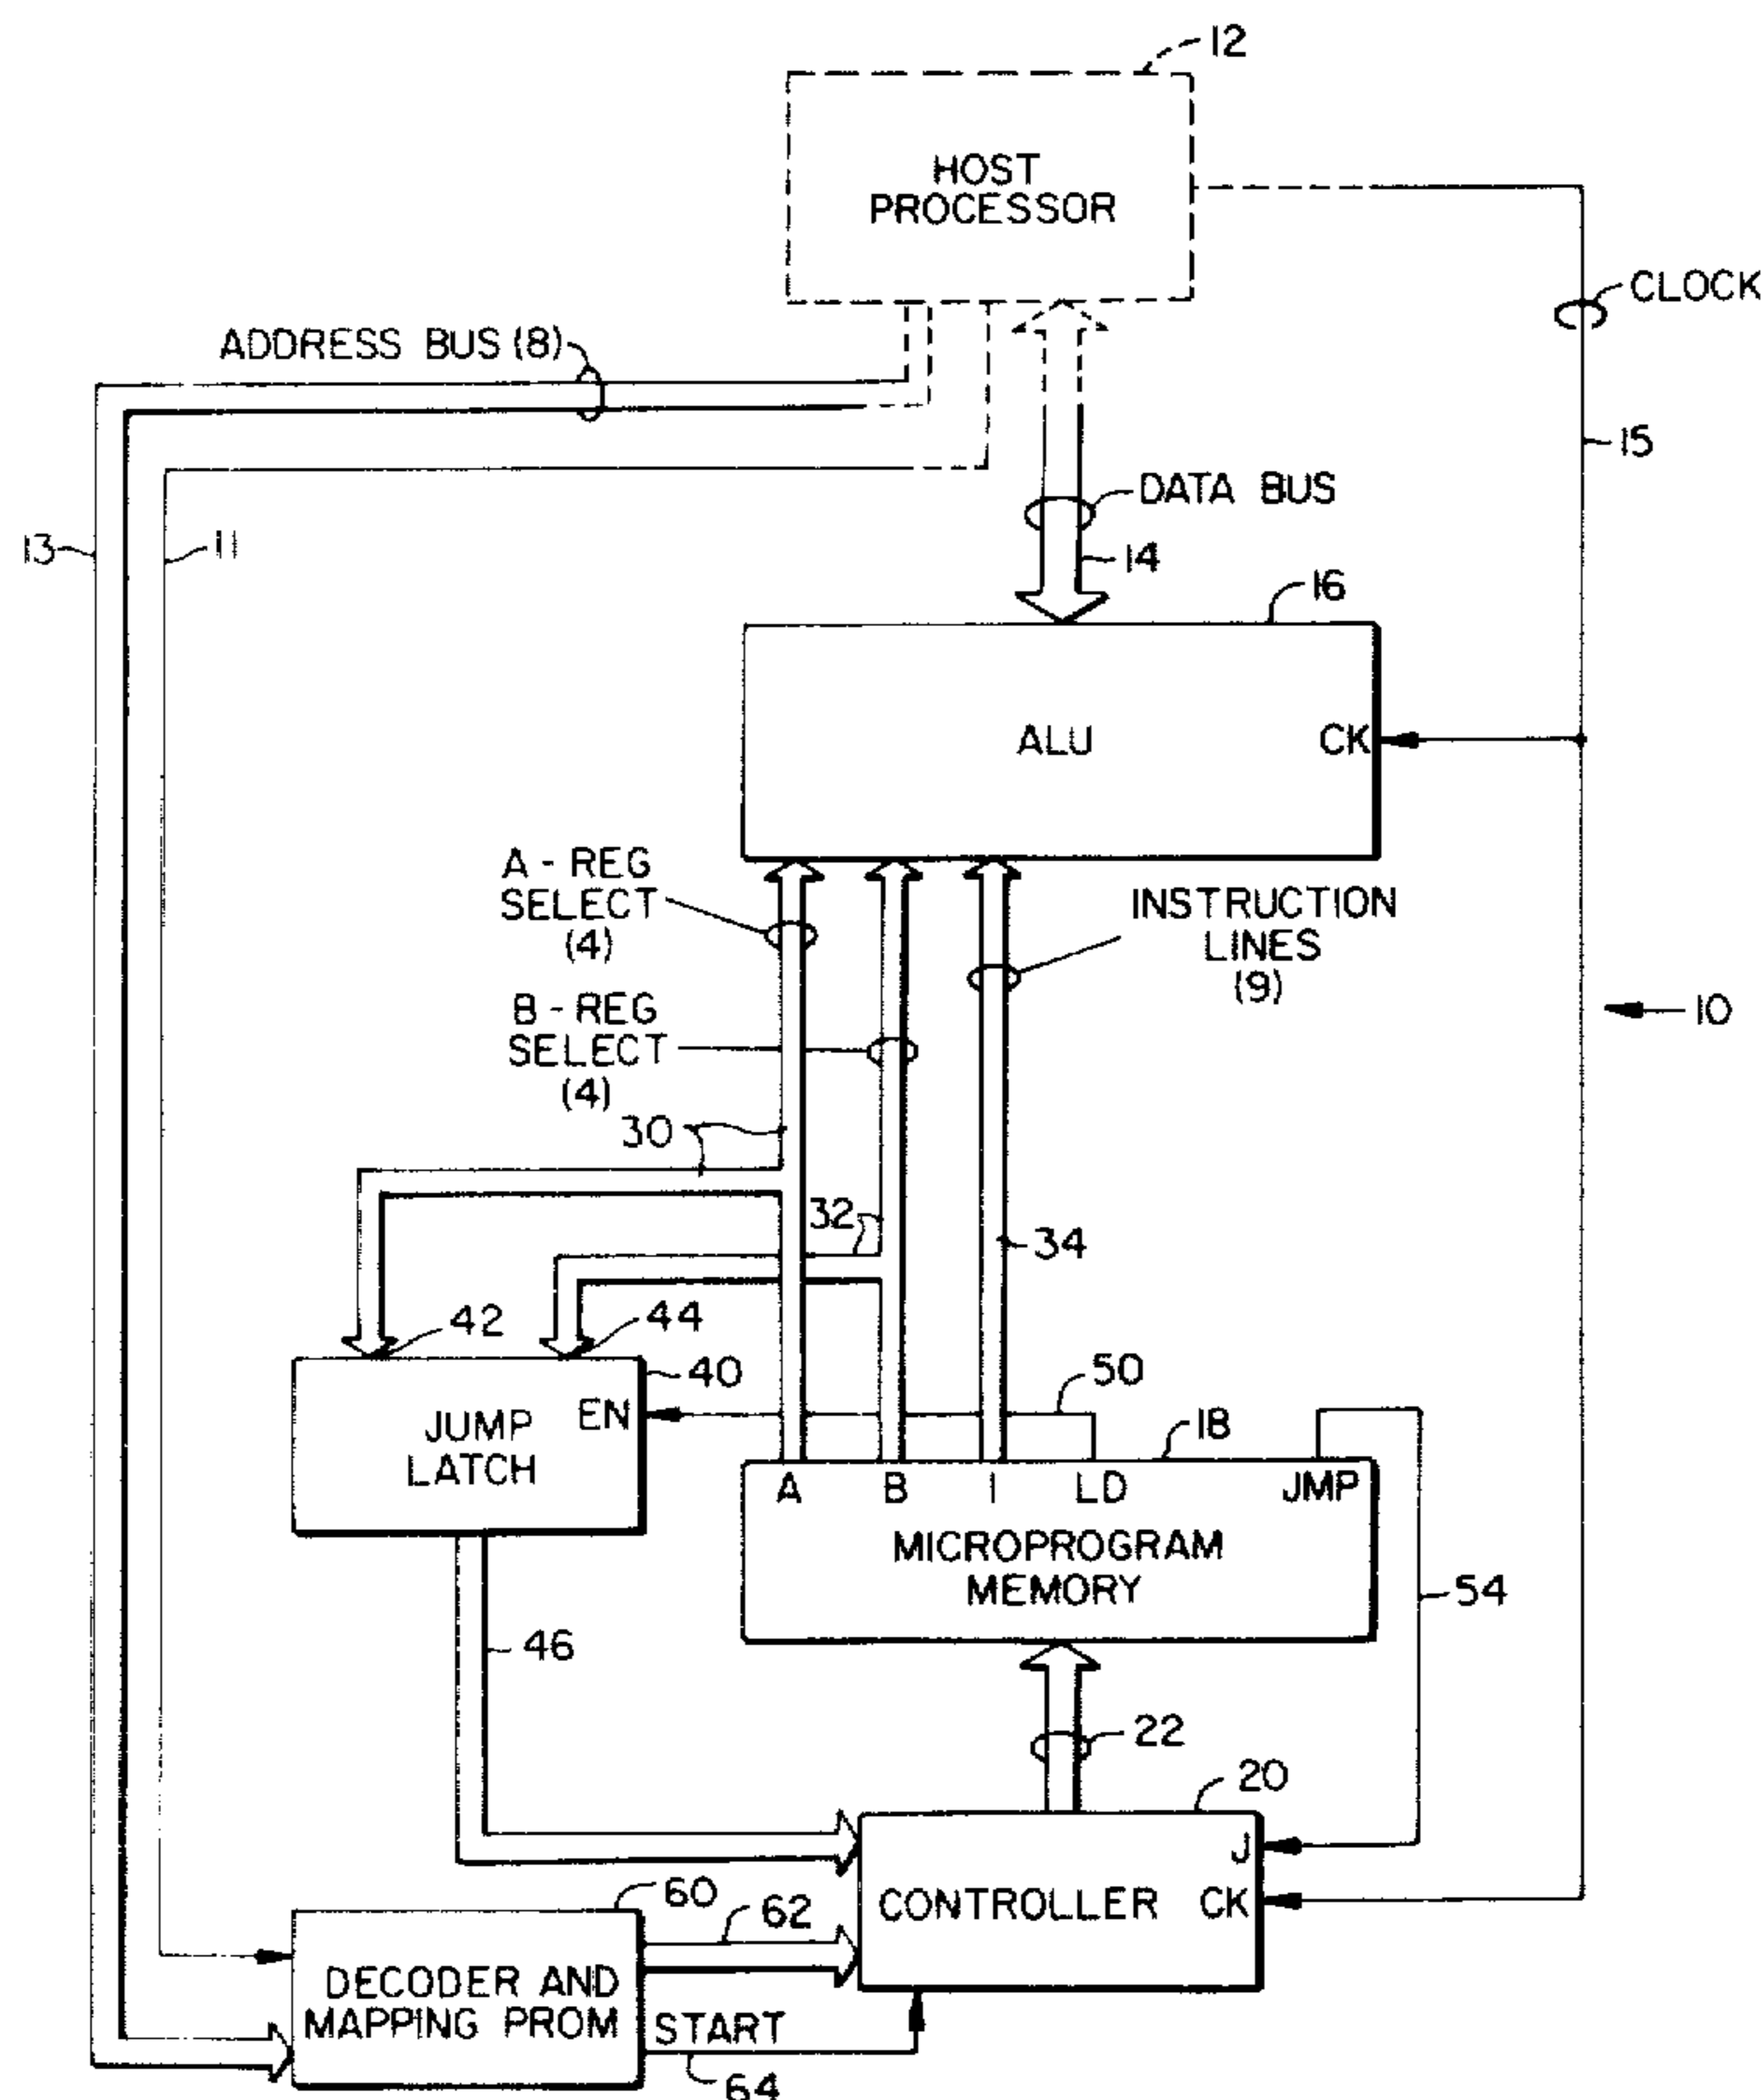 12
HOST
PROCESSOR
CLOCK
ADDRESS BUS (8)
15
DATA BUS
13
11
14
16
ALU
CK
A - REG
SELECT
(4)
INSTRUCTION
LINES
(9)
B - REG
SELECT
(4)
10
30
32
34
42
44
40
50
EN
JUMP
LATCH
18
A
B
I
LD
JMP
MICROPROGRAM
MEMORY
54
46
22
20
J
60
62
CONTROLLER
CK
DECODER AND
MAPPING PROM
START
64